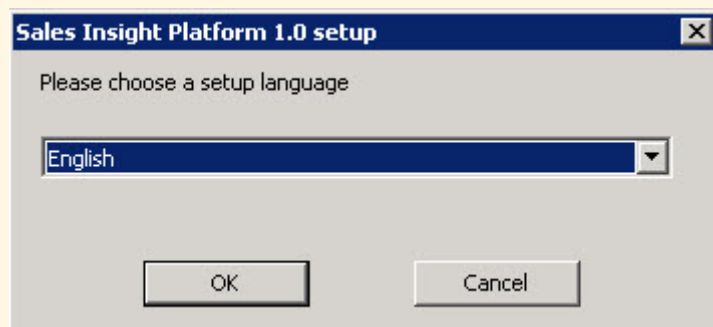 Sales Insight Platform 1.0 setup
Please choose a setup language
English
OK Cancel